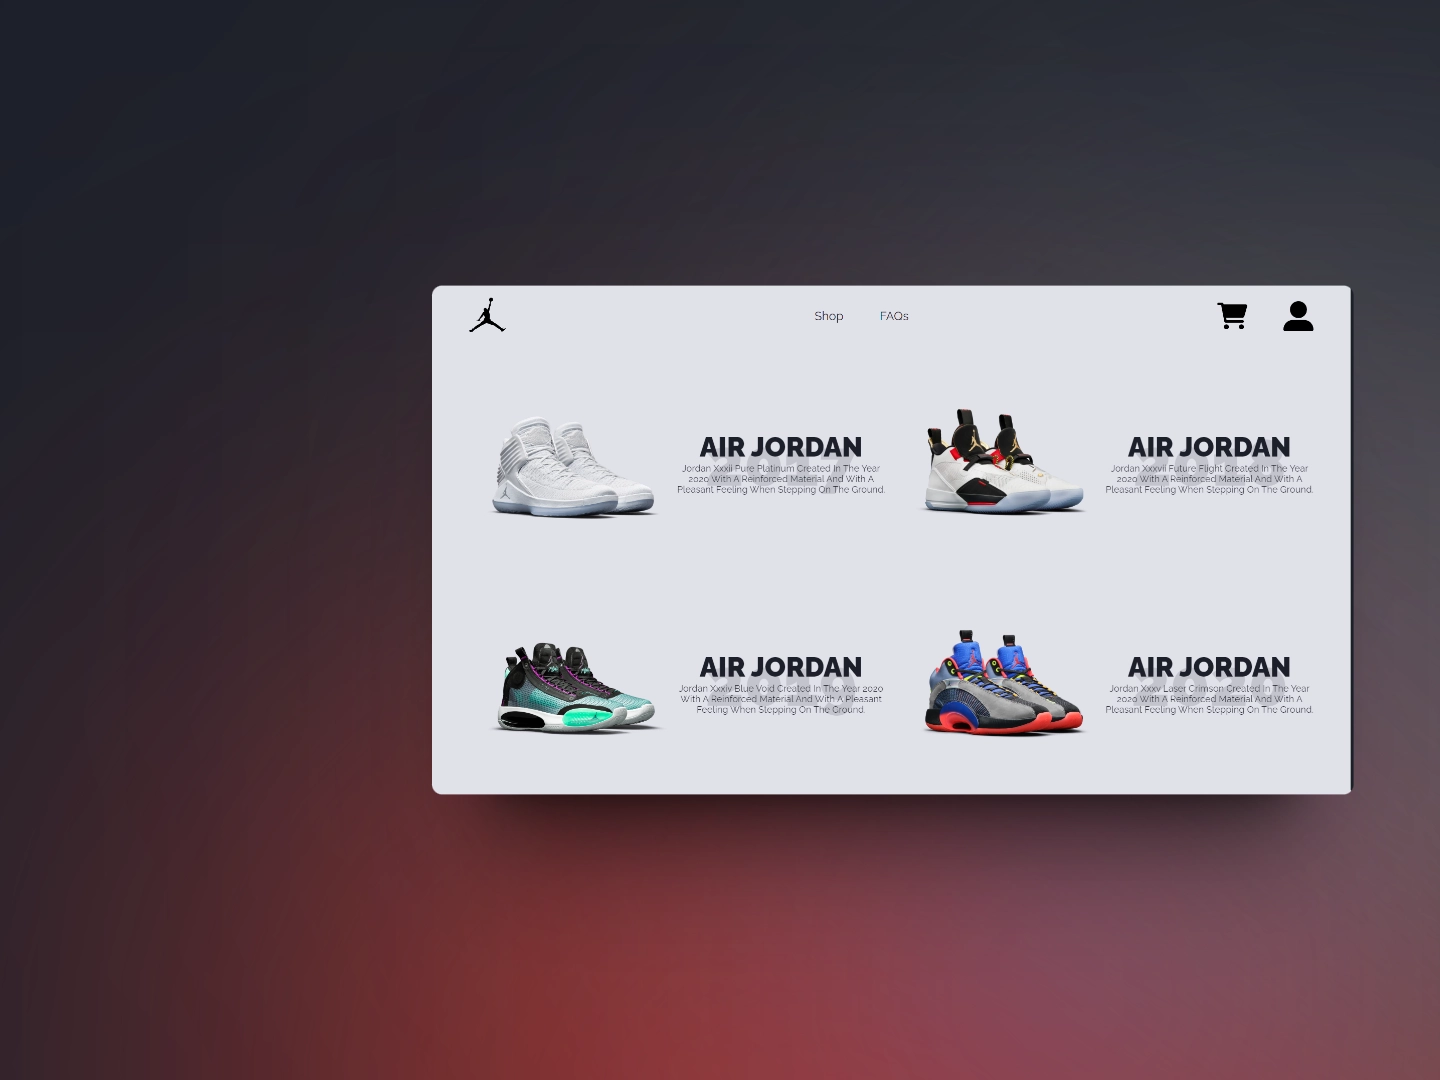 Shop
FAQs
AIR JORDAN
Jordan Xxxii Pure Platinum Created In The Year
2020 With A Reinforced Material And With A
Pleasant Feeling When Stepping On The Ground.
AIR JORDAN
Jordan Xxxvii Future Flight Created In The Year
2020 With A Reinforced Material And With A
Pleasant Feeling When Stepping On The Ground.
AIR JORDAN
Jordan Xxxiv Blue Void Created In The Year 2020
With A Reinforced Material And With A Pleasant
Feeling When Stepping On The Ground.
AIR JORDAN
Jordan Xxxv Laser Crimson Created In The Year
2020 With A Reinforced Material And With A
Pleasant Feeling When Stepping On The Ground.